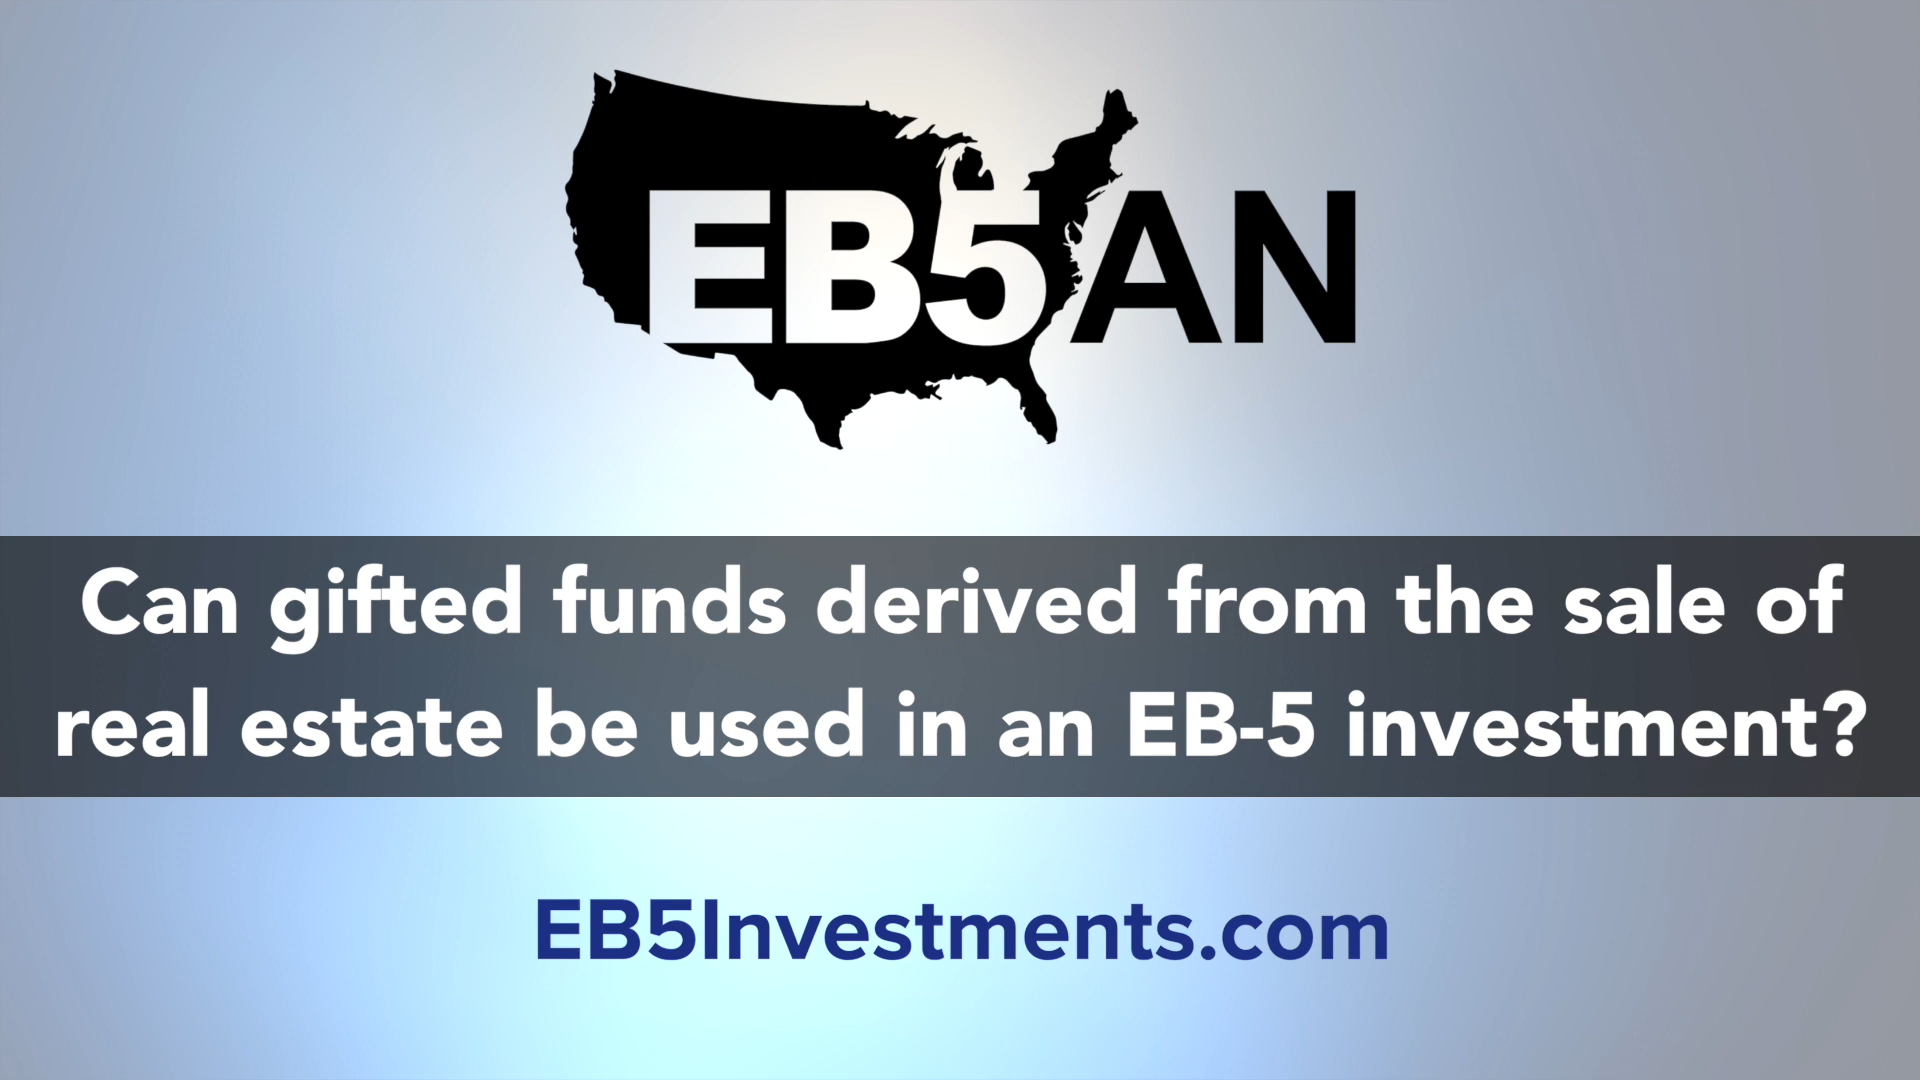 EB5AN
Can gifted funds derived from the sale of
real estate be used in an EB-5 investment?
EB5Investments.com